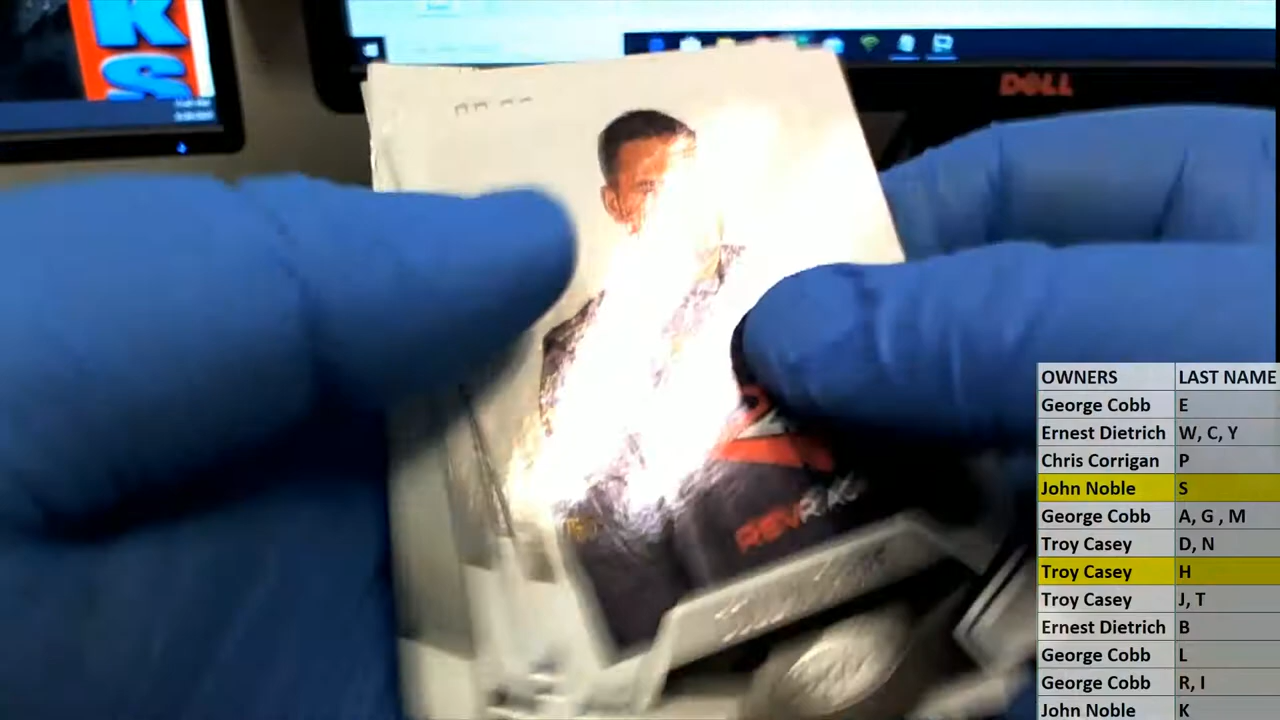 K
S
DELL
REV
OWNERS LAST NAME
George Cobb E
Ernest Dietrich W, C, Y
Chris Corrigan P
John Noble S
George Cobb A, G , M
Troy Casey D, N
Troy Casey H
Troy Casey J, T
Ernest Dietrich B
George Cobb L
George Cobb R, I
John Noble K